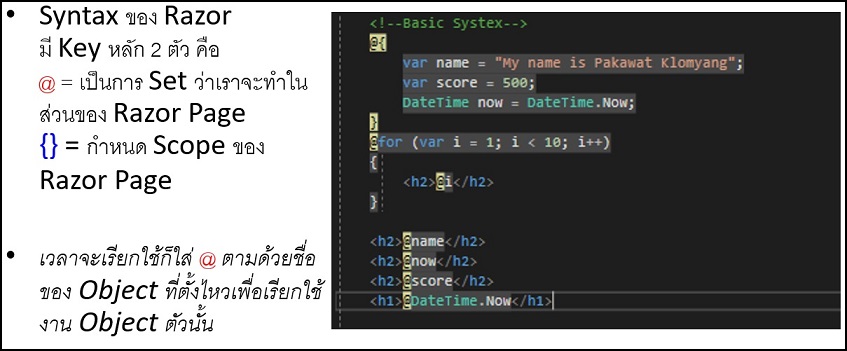 • Syntax ของ Razor
มี Key หลัก 2 ตัว คือ
@ = เป็นการ Set ว่าเราจะทำใน
ส่วนของ Razor Page
{} = กำหนด Scope ของ
Razor Page
• เวลาจะเรียกใช้ก็ใส่ @ ตามด้วยชื่อ
ของ Object ที่ตั้งไหวเพื่อเรียกใช้
งาน Object ตัวนั้น
<!--Basic Systex-->
@{
var name = "My name is Pakawat Klomyang";
var score = 500;
DateTime now = DateTime.Now;
}
@for (var i = 1; i < 10; i++)
{
<h2>@i</h2>
}
<h2>@name</h2>
<h2>@now</h2>
<h2>@score</h2>
<h1>@DateTime.Now</h1>